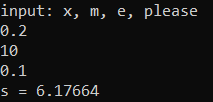 input: x, m, e, please
0.2
10
0.1
s = 6.17664